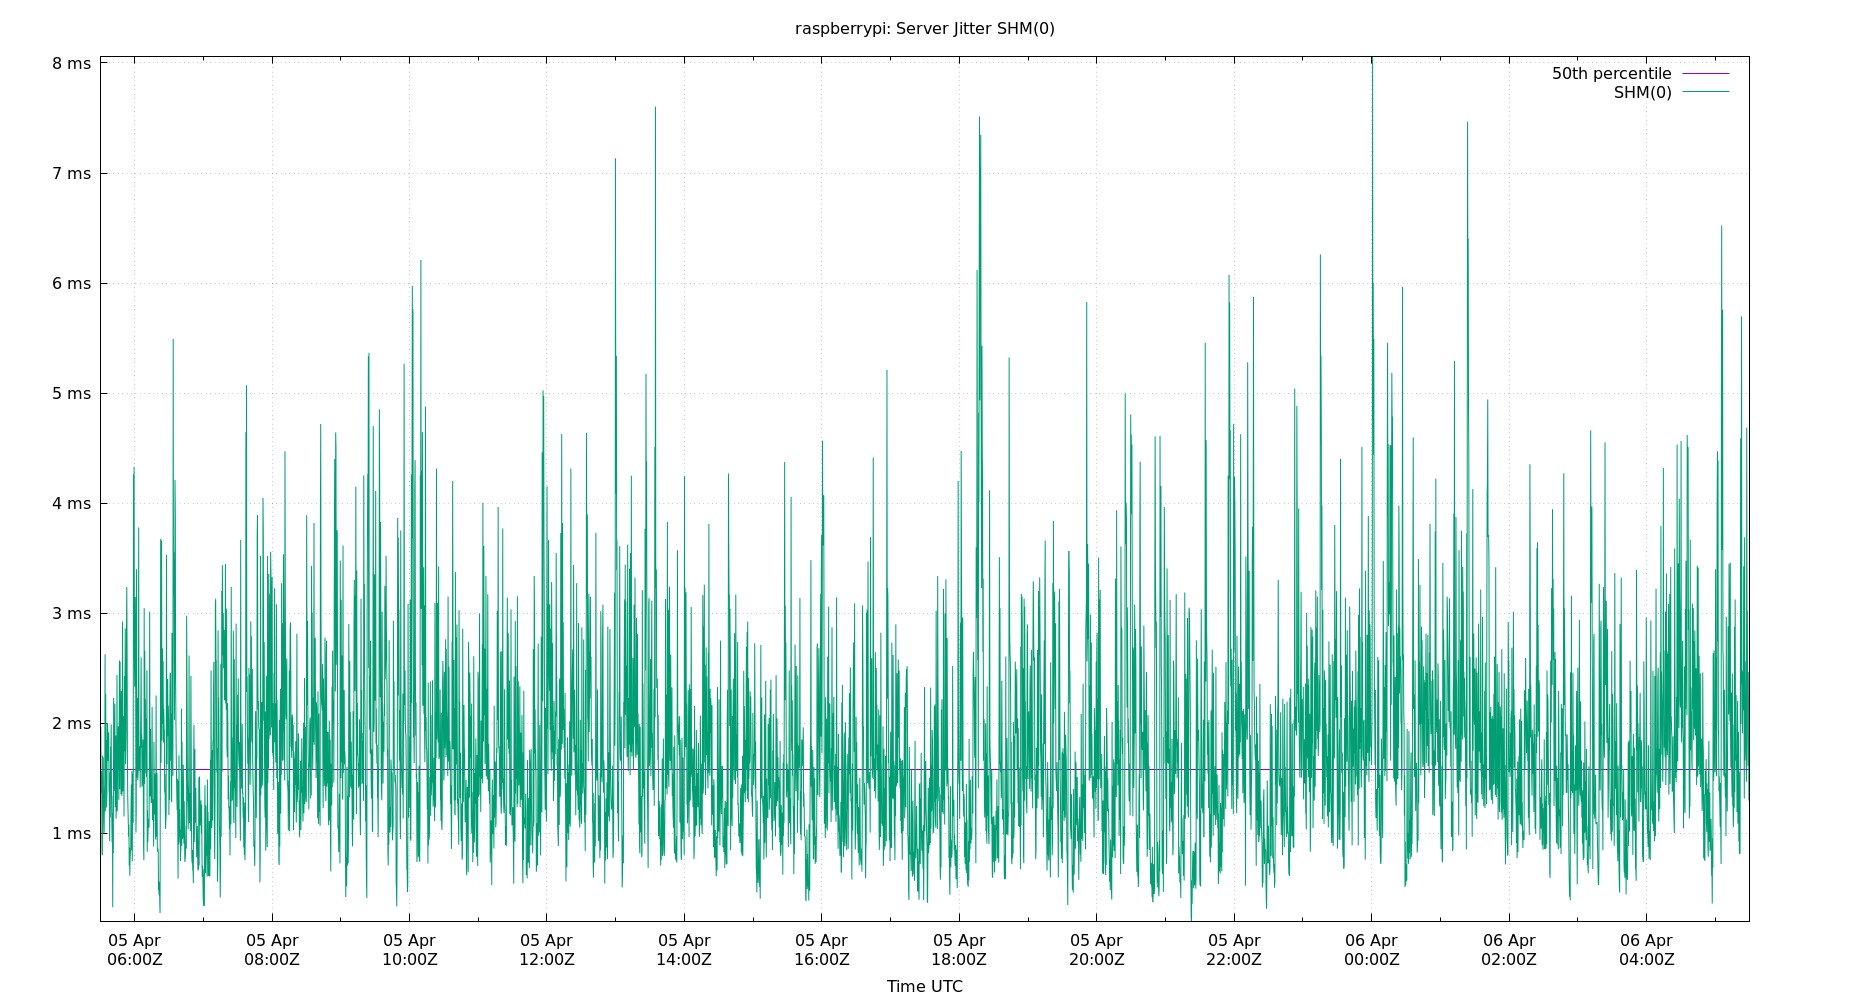 raspberrypi: Server Jitter SHM(0)
50th percentile
SHM(0)
8 ms
7 ms
6 ms
5 ms
4 ms
3 ms
2 ms
1 ms
05 Apr 05 Apr 05 Apr 05 Apr 05 Apr 05 Apr 05 Apr 05 Apr 05 Apr 06 Apr 06 Apr 06 Apr
06:00Z 08:00Z 10:00Z 12:00Z 14:00Z 16:00Z 18:00Z 20:00Z 22:00Z 00:00Z 02:00Z 04:00Z
Time UTC